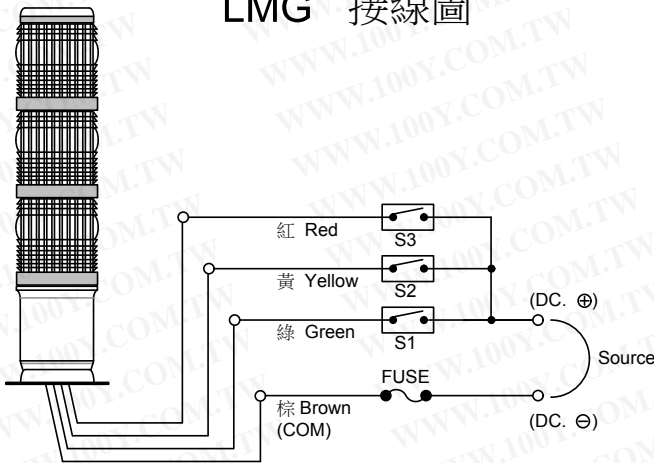 LMG 接線圖
紅 Red
S3
黃 Yellow
S2
(DC. ⊕)
綠 Green
S1
Source
FUSE
棕 Brown
(COM)
(DC. ⊖)
WWW.100Y.COM.TW